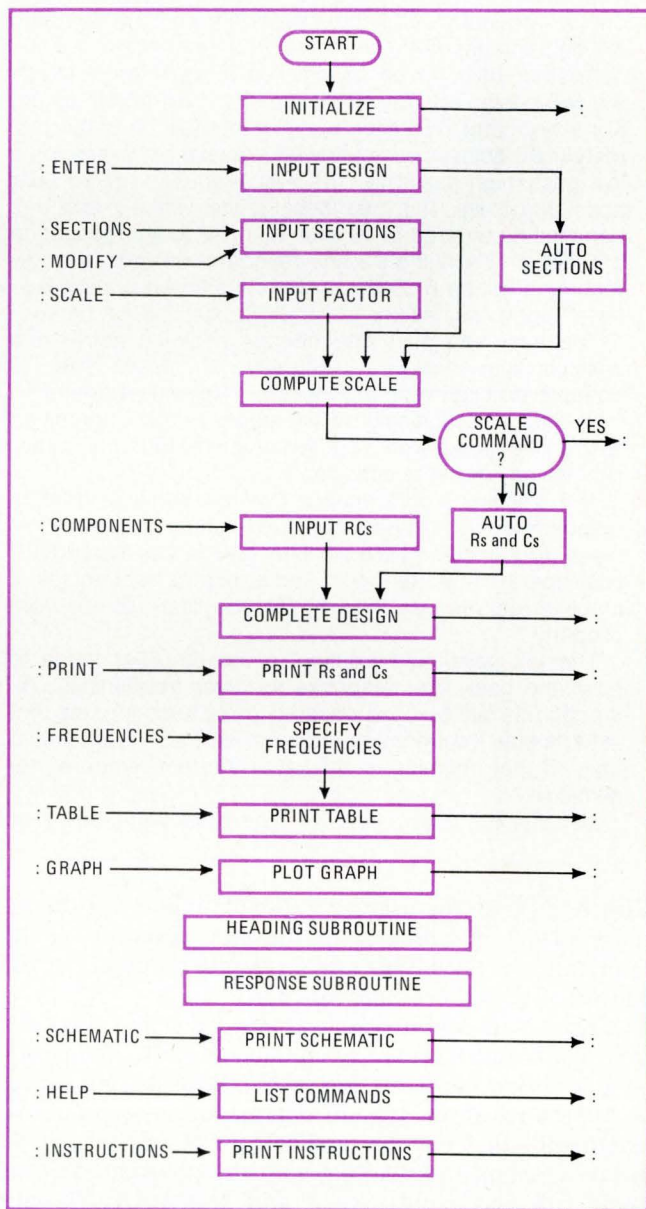 START
INITIALIZE :
: ENTER INPUT DESIGN
: SECTIONS INPUT SECTIONS
AUTO
SECTIONS
: MODIFY
: SCALE INPUT FACTOR
COMPUTE SCALE
SCALE
COMMAND
?
YES :
NO
: COMPONENTS INPUT RCs
AUTO
Rs and Cs
COMPLETE DESIGN :
: PRINT PRINT Rs and Cs :
: FREQUENCIES SPECIFY
FREQUENCIES
: TABLE PRINT TABLE :
: GRAPH PLOT GRAPH :
HEADING SUBROUTINE
RESPONSE SUBROUTINE
: SCHEMATIC PRINT SCHEMATIC :
: HELP LIST COMMANDS :
: INSTRUCTIONS PRINT INSTRUCTIONS :